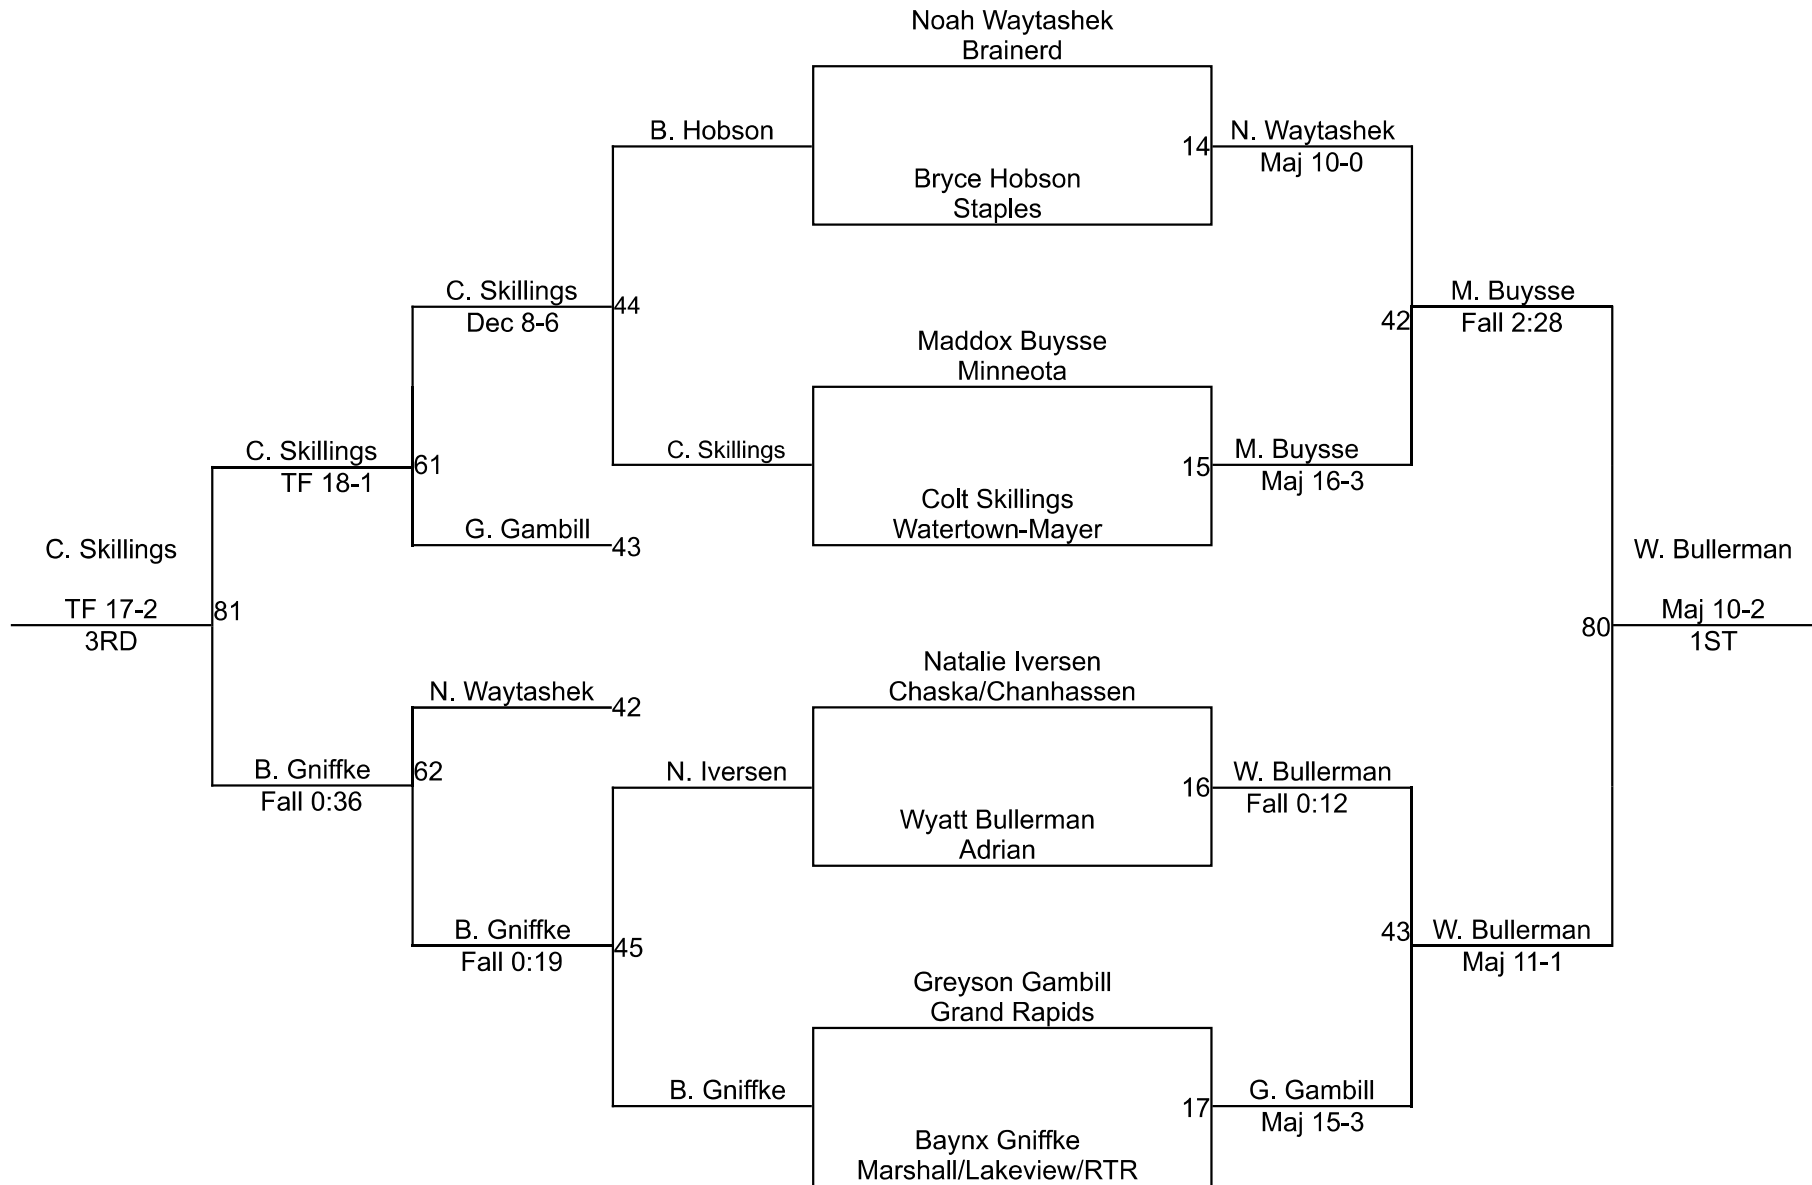 Noah Waytashek
Brainerd
B. Hobson
14
N. Waytashek
Maj 10-0
Bryce Hobson
Staples
C. Skillings
Dec 8-6
44
42
M. Buysse
Fall 2:28
Maddox Buysse
Minneota
C. Skillings
TF 18-1
61
C. Skillings
15
M. Buysse
Maj 16-3
Colt Skillings
Watertown-Mayer
G. Gambill
43
C. Skillings
TF 17-2
3RD
81
W. Bullerman
Maj 10-2
1ST
80
Natalie Iversen
Chaska/Chanhassen
N. Waytashek
42
B. Gniffke
Fall 0:36
62
N. Iversen
16
W. Bullerman
Fall 0:12
Wyatt Bullerman
Adrian
B. Gniffke
Fall 0:19
45
43
W. Bullerman
Maj 11-1
Greyson Gambill
Grand Rapids
B. Gniffke
17
G. Gambill
Maj 15-3
Baynx Gniffke
Marshall/Lakeview/RTR